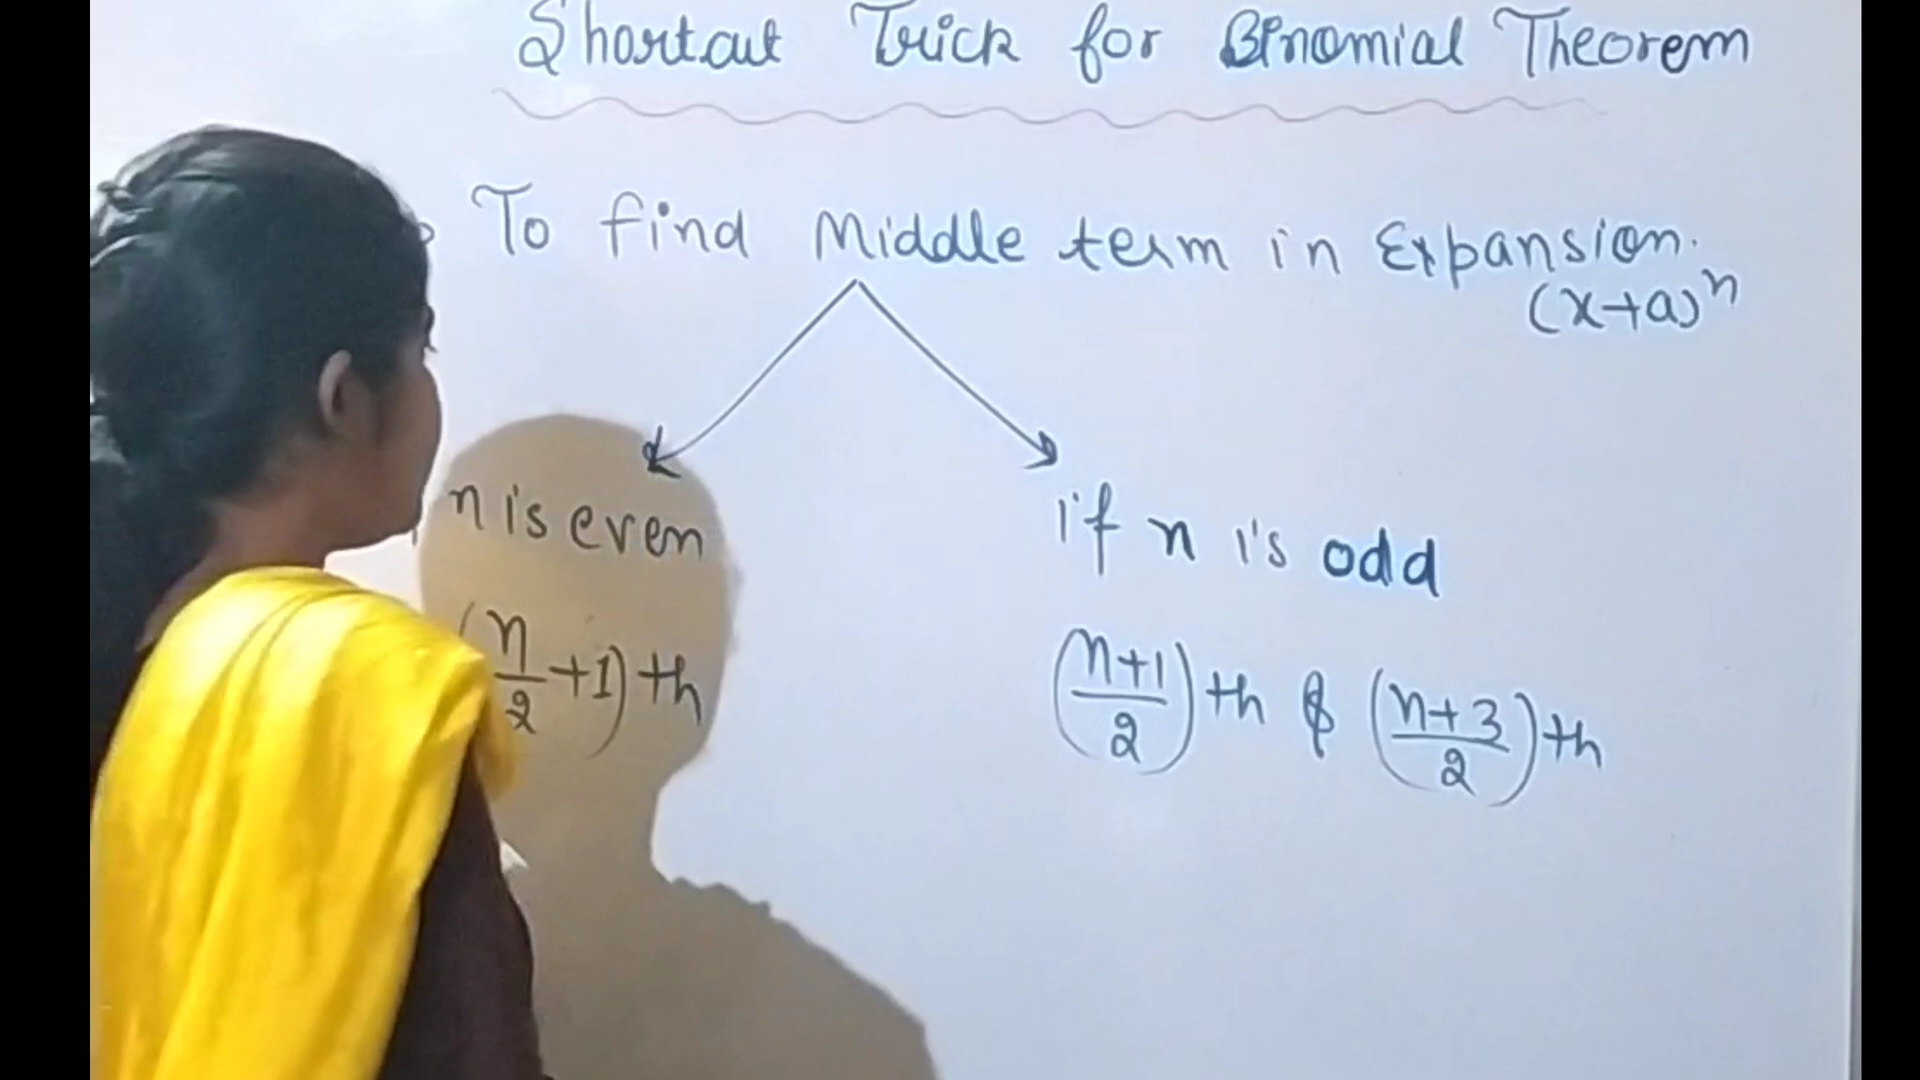 Shortcut Trick for Binomial Theorem
To find Middle term in Expansion.
(x+a)^n
n is even
if n is odd
(n/2+1)th
((n+1)/2)th & ((n+3)/2)th